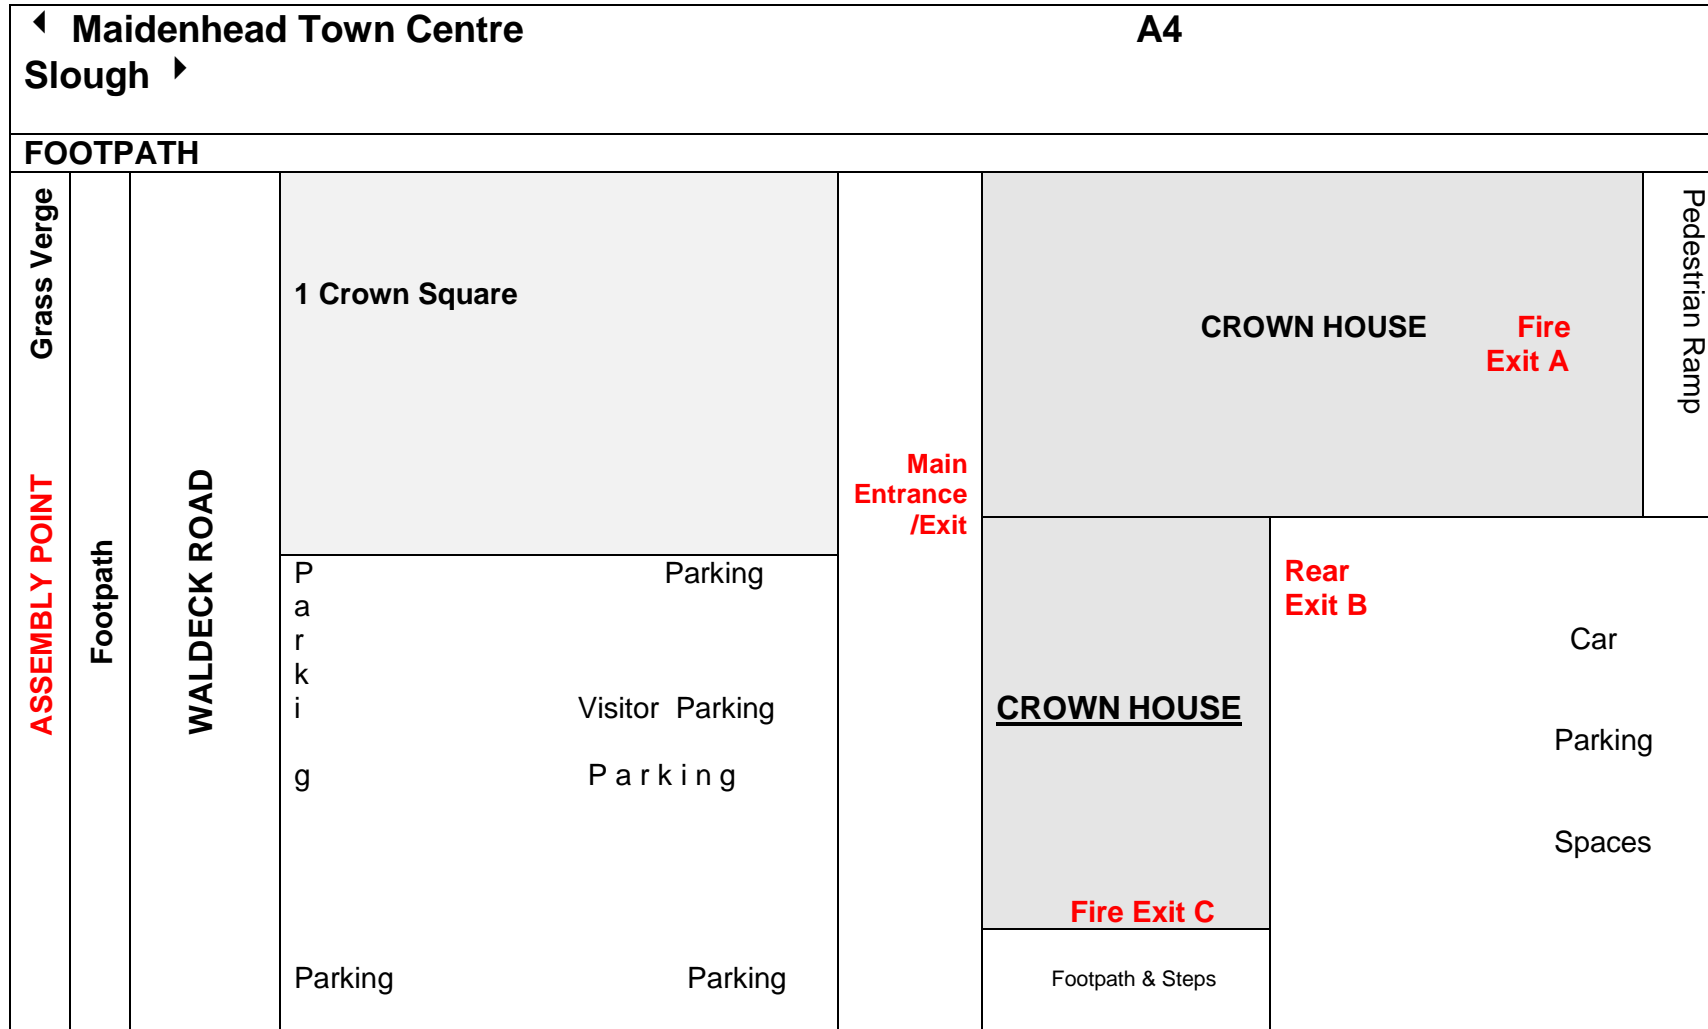 ◂ Maidenhead Town Centre A4
Slough ▸
FOOTPATH
Grass Verge
ASSEMBLY POINT
Footpath
WALDECK ROAD
1 Crown Square
Main
Entrance
/Exit
CROWN HOUSE Fire
Exit A
Pedestrian Ramp
P Parking
a
r
k
i Visitor Parking
g P a r k i n g
Parking Parking
CROWN HOUSE
Fire Exit C
Footpath & Steps
Rear
Exit B
Car
Parking
Spaces